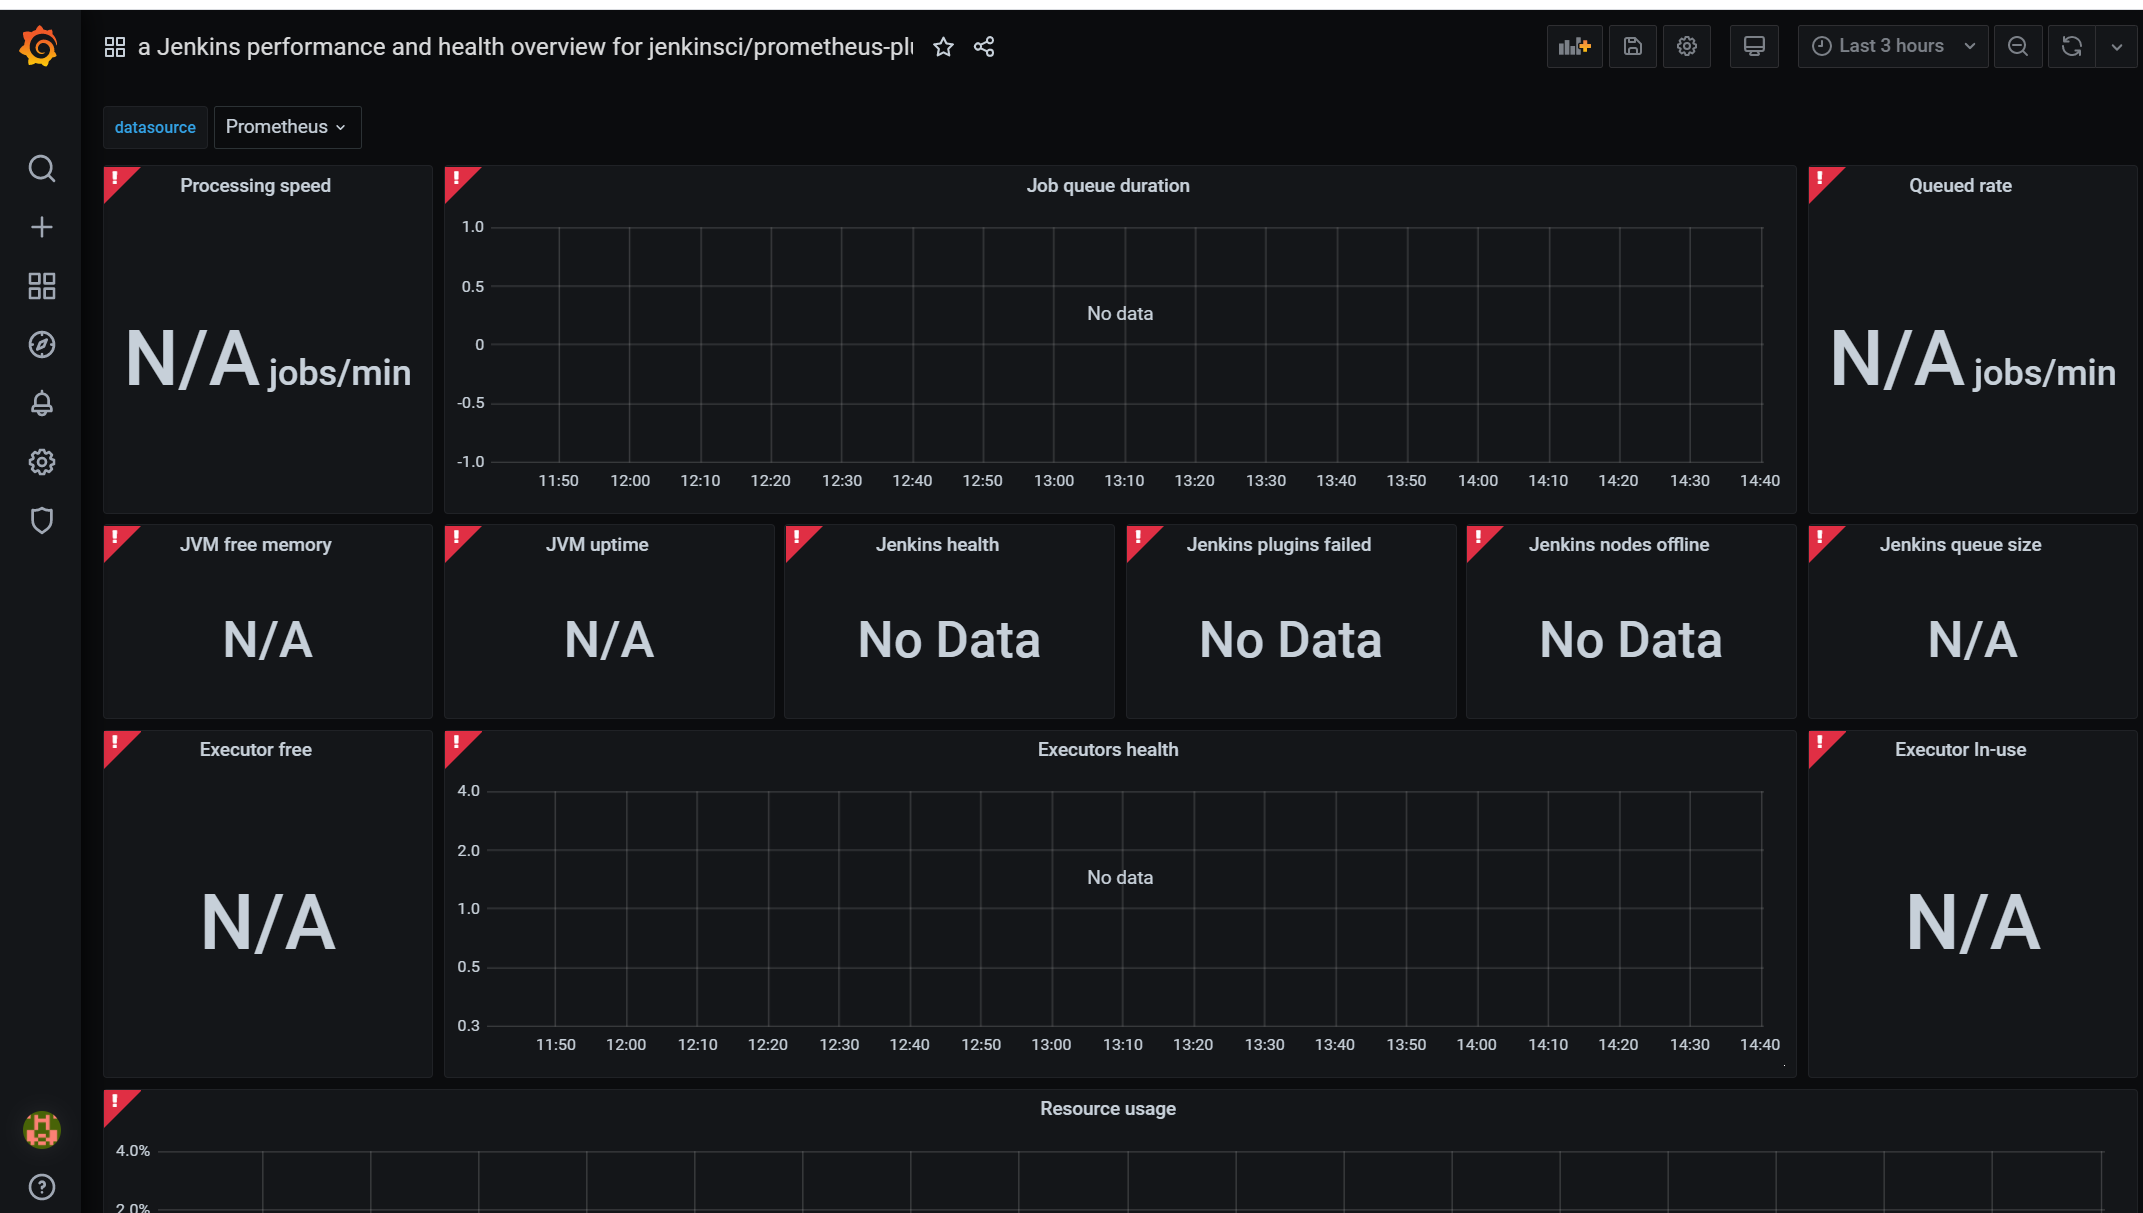 a Jenkins performance and health overview for jenkinsci/prometheus-plu
Last 3 hours
datasource
Prometheus
! Processing speed
N/A jobs/min
! Job queue duration
1.0
0.5
No data
0
-0.5
-1.0
11:50 12:00 12:10 12:20 12:30 12:40 12:50 13:00 13:10 13:20 13:30 13:40 13:50 14:00 14:10 14:20 14:30 14:40
! Queued rate
N/A jobs/min
! JVM free memory
N/A
! JVM uptime
N/A
! Jenkins health
No Data
! Jenkins plugins failed
No Data
! Jenkins nodes offline
No Data
! Jenkins queue size
N/A
! Executor free
N/A
! Executors health
4.0
2.0
No data
1.0
0.5
0.3
11:50 12:00 12:10 12:20 12:30 12:40 12:50 13:00 13:10 13:20 13:30 13:40 13:50 14:00 14:10 14:20 14:30 14:40
! Executor In-use
N/A
! Resource usage
4.0%
2.0%